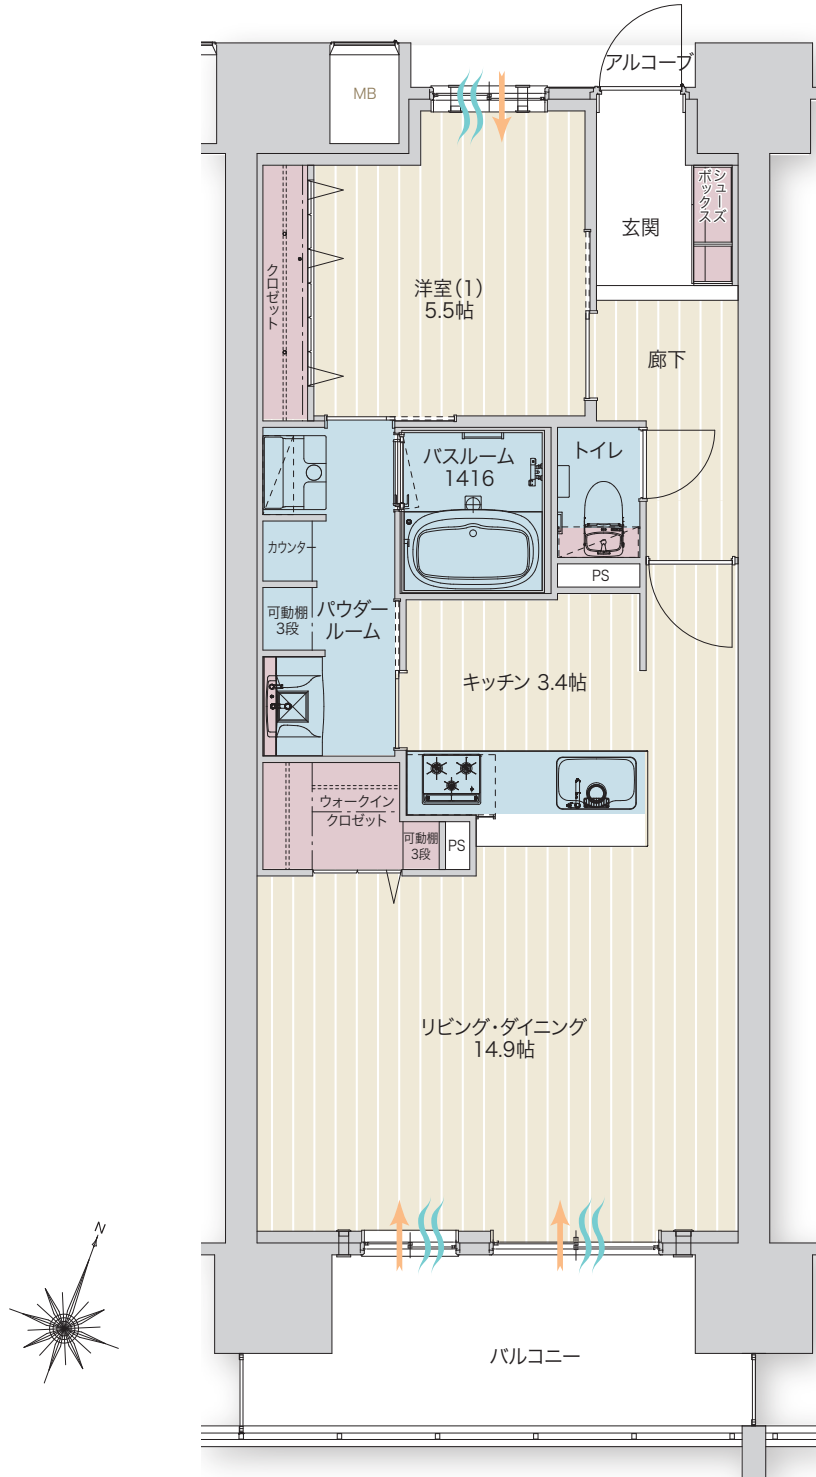 アルコーブ
MB
シューズ
ボックス
玄関
クロゼット
洋室(1)
5.5帖
廊下
バスルーム
1416
トイレ
カウンター
PS
可動棚
3段
パウダー
ルーム
キッチン 3.4帖
ウォークイン
クロゼット
可動棚
3段
PS
リビング・ダイニング
14.9帖
N
バルコニー